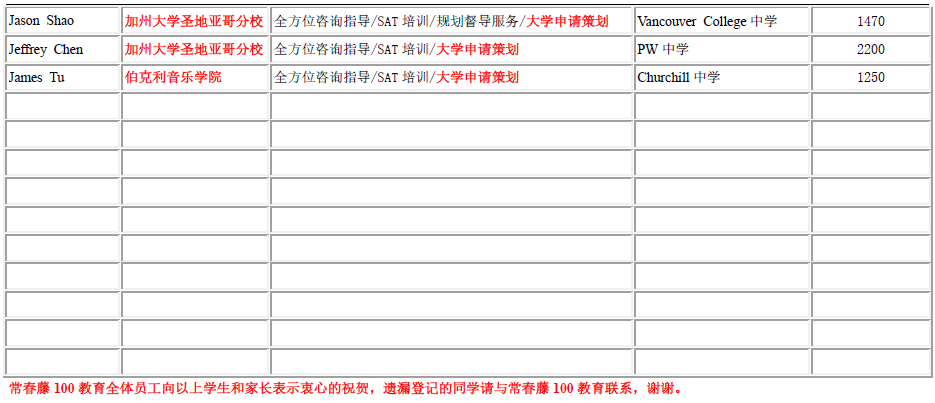 Jason Shao 加州大学圣地亚哥分校 全方位咨询指导/SAT 培训/规划督导服务/大学申请策划 Vancouver College 中学 1470
Jeffrey Chen 加州大学圣地亚哥分校 全方位咨询指导/SAT 培训/大学申请策划 PW 中学 2200
James Tu 伯克利音乐学院 全方位咨询指导/SAT 培训/大学申请策划 Churchill 中学 1250
常春藤 100 教育全体员工向以上学生和家长表示衷心的祝贺，遗漏登记的同学请与常春藤 100 教育联系，谢谢。